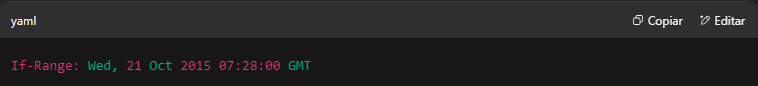 yaml Copiar Editar
If-Range: Wed, 21 Oct 2015 07:28:00 GMT